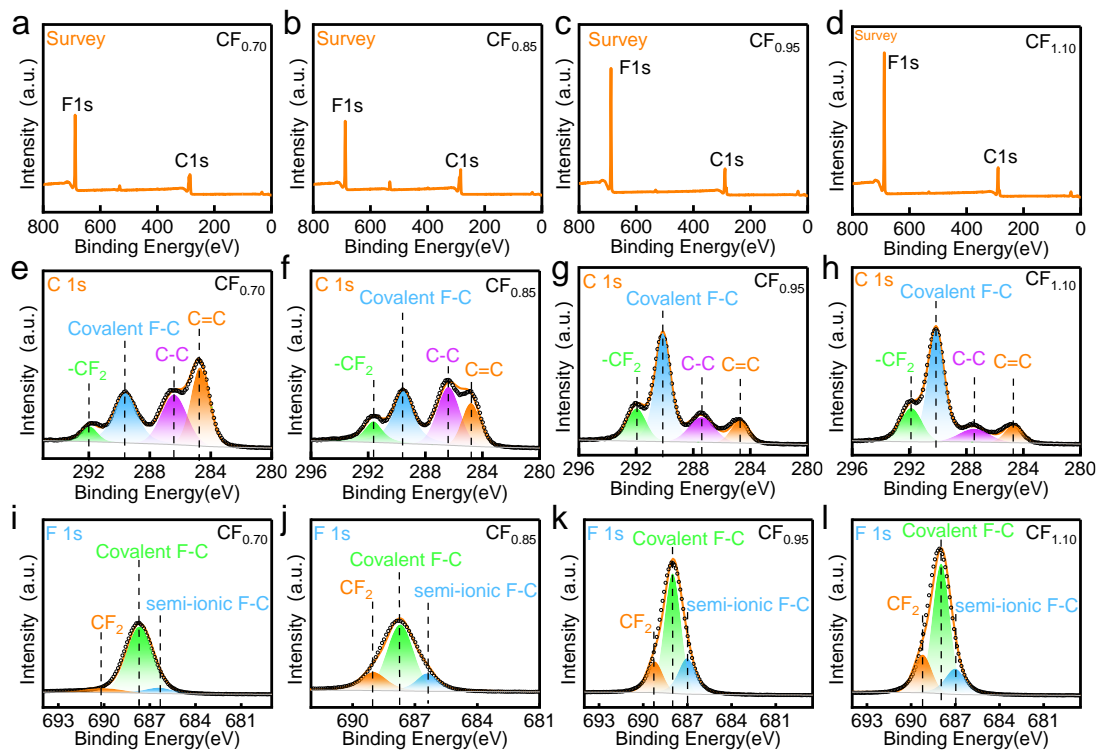 a
Survey
CF0.70
F1s
C1s
Intensity (a.u.)
800 600 400 200 0
Binding Energy(eV)
b
Survey
CF0.85
F1s
C1s
Intensity (a.u.)
800 600 400 200 0
Binding Energy(eV)
c
Survey
CF0.95
F1s
C1s
Intensity (a.u.)
800 600 400 200 0
Binding Energy(eV)
d
Survey
CF1.10
F1s
C1s
Intensity (a.u.)
800 600 400 200 0
Binding Energy(eV)
e
C 1s
CF0.70
Covalent F-C
C=C
C-C
-CF2
Intensity (a.u.)
292 288 284 280
Binding Energy(eV)
f
C 1s
CF0.85
Covalent F-C
C-C
C=C
-CF2
Intensity (a.u.)
296 292 288 284 280
Binding Energy(eV)
g
C 1s
CF0.95
Covalent F-C
-CF2
C-C
C=C
Intensity (a.u.)
296 292 288 284 280
Binding Energy(eV)
h
C 1s
CF1.10
Covalent F-C
-CF2
C-C
C=C
Intensity (a.u.)
296 292 288 284 280
Binding Energy(eV)
i
F 1s
CF0.70
Covalent F-C
semi-ionic F-C
CF2
Intensity (a.u.)
693 690 687 684 681
Binding Energy(eV)
j
F 1s
CF0.85
Covalent F-C
CF2
semi-ionic F-C
Intensity (a.u.)
690 687 684 681
Binding Energy(eV)
k
F 1s
CF0.95
Covalent F-C
CF2
semi-ionic F-C
Intensity (a.u.)
693 690 687 684 681
Binding Energy(eV)
l
F 1s
CF1.10
Covalent F-C
CF2
semi-ionic F-C
Intensity (a.u.)
693 690 687 684 681
Binding Energy(eV)